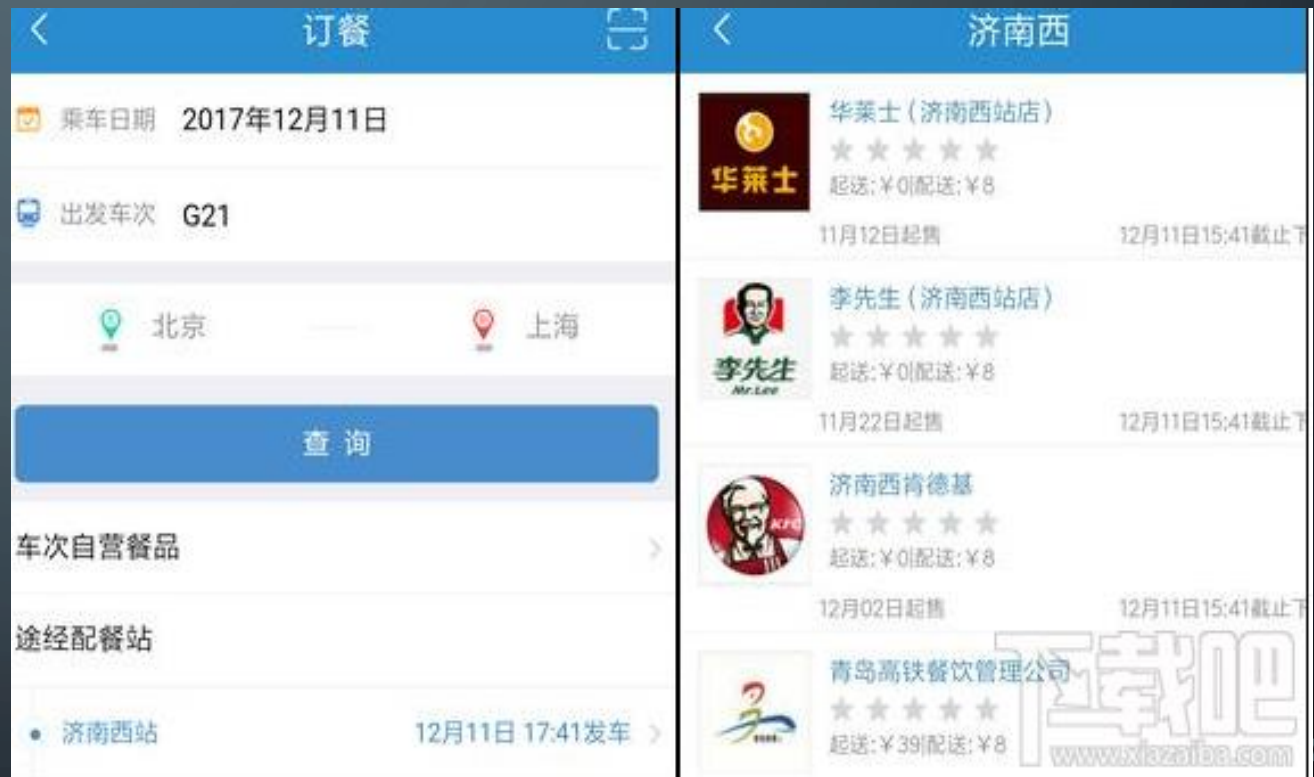 订餐
乘车日期 2017年12月11日
出发车次 G21
北京 上海
查询
车次自营餐品
途经配餐站
济南西站 12月11日 17:41发车
济南西
华莱士
华莱士(济南西站店)
起送:¥0|配送:¥8
11月12日起售 12月11日15:41截止下
李先生
Mr.Lee
李先生(济南西站店)
起送:¥0|配送:¥8
11月22日起售 12月11日15:41截止下
KFC
济南西肯德基
起送:¥0|配送:¥8
12月02日起售 12月11日15:41截止下
青岛高铁餐饮管理公司
起送:¥39|配送:¥8
下载吧
www.xiazaiba.com